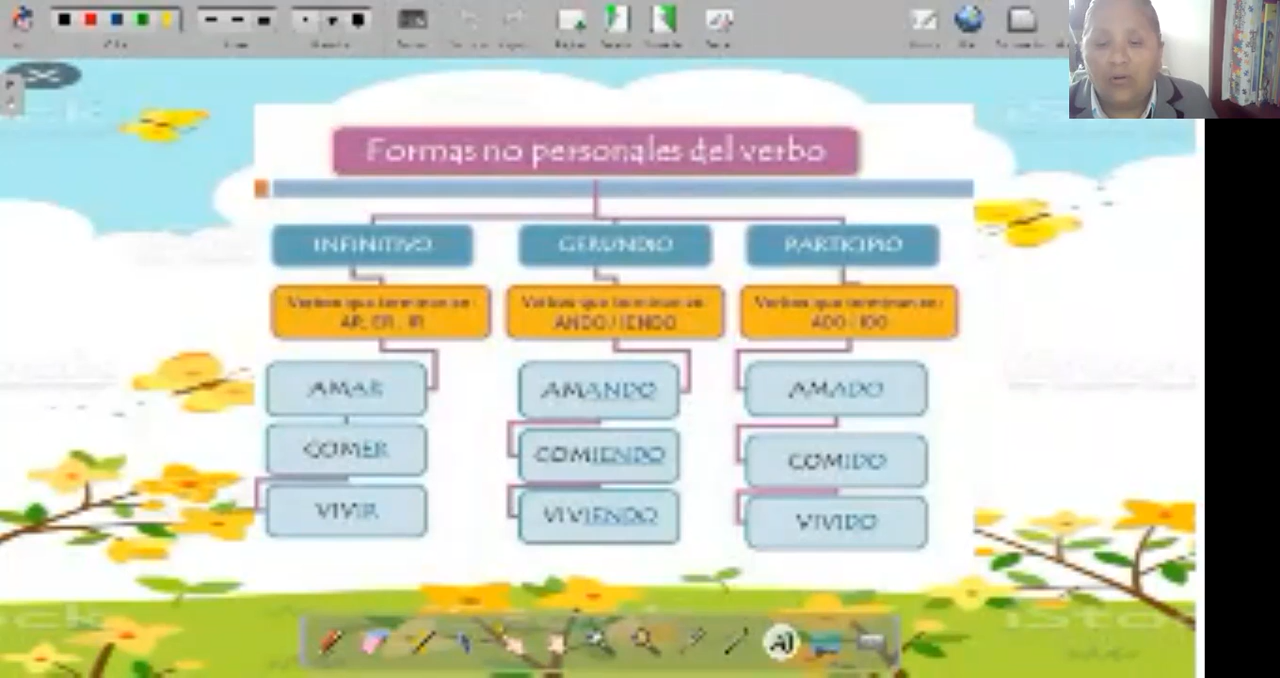 Formas no personales del verbo
INFINITIVO
GERUNDIO
PARTICIPIO
Verbos que terminan en:
AR, ER , IR
Verbos que terminan en:
ANDO / IENDO
Verbos que terminan en:
ADO / IDO
AMAR
AMANDO
AMADO
COMER
COMIENDO
COMIDO
VIVIR
VIVIENDO
VIVIDO